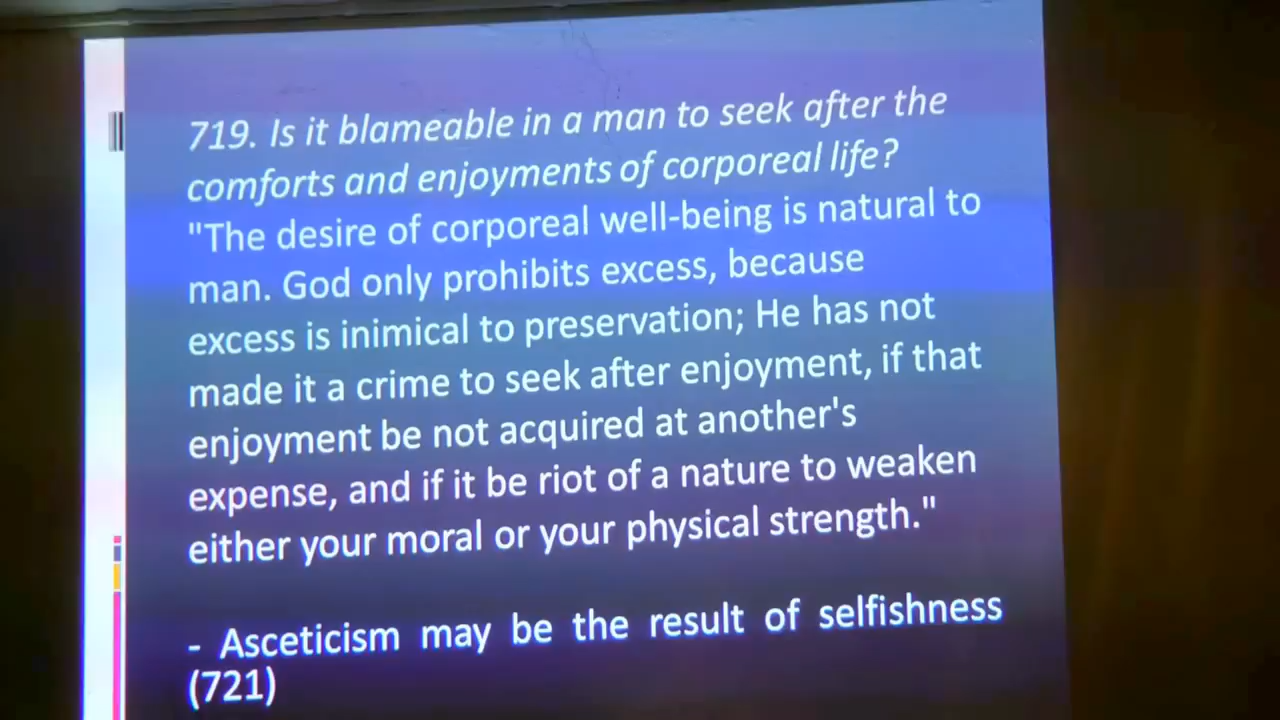 719. Is it blameable in a man to seek after the
comforts and enjoyments of corporeal life?
"The desire of corporeal well-being is natural to
man. God only prohibits excess, because
excess is inimical to preservation; He has not
made it a crime to seek after enjoyment, if that
enjoyment be not acquired at another's
expense, and if it be riot of a nature to weaken
either your moral or your physical strength."
- Asceticism may be the result of selfishness
(721)